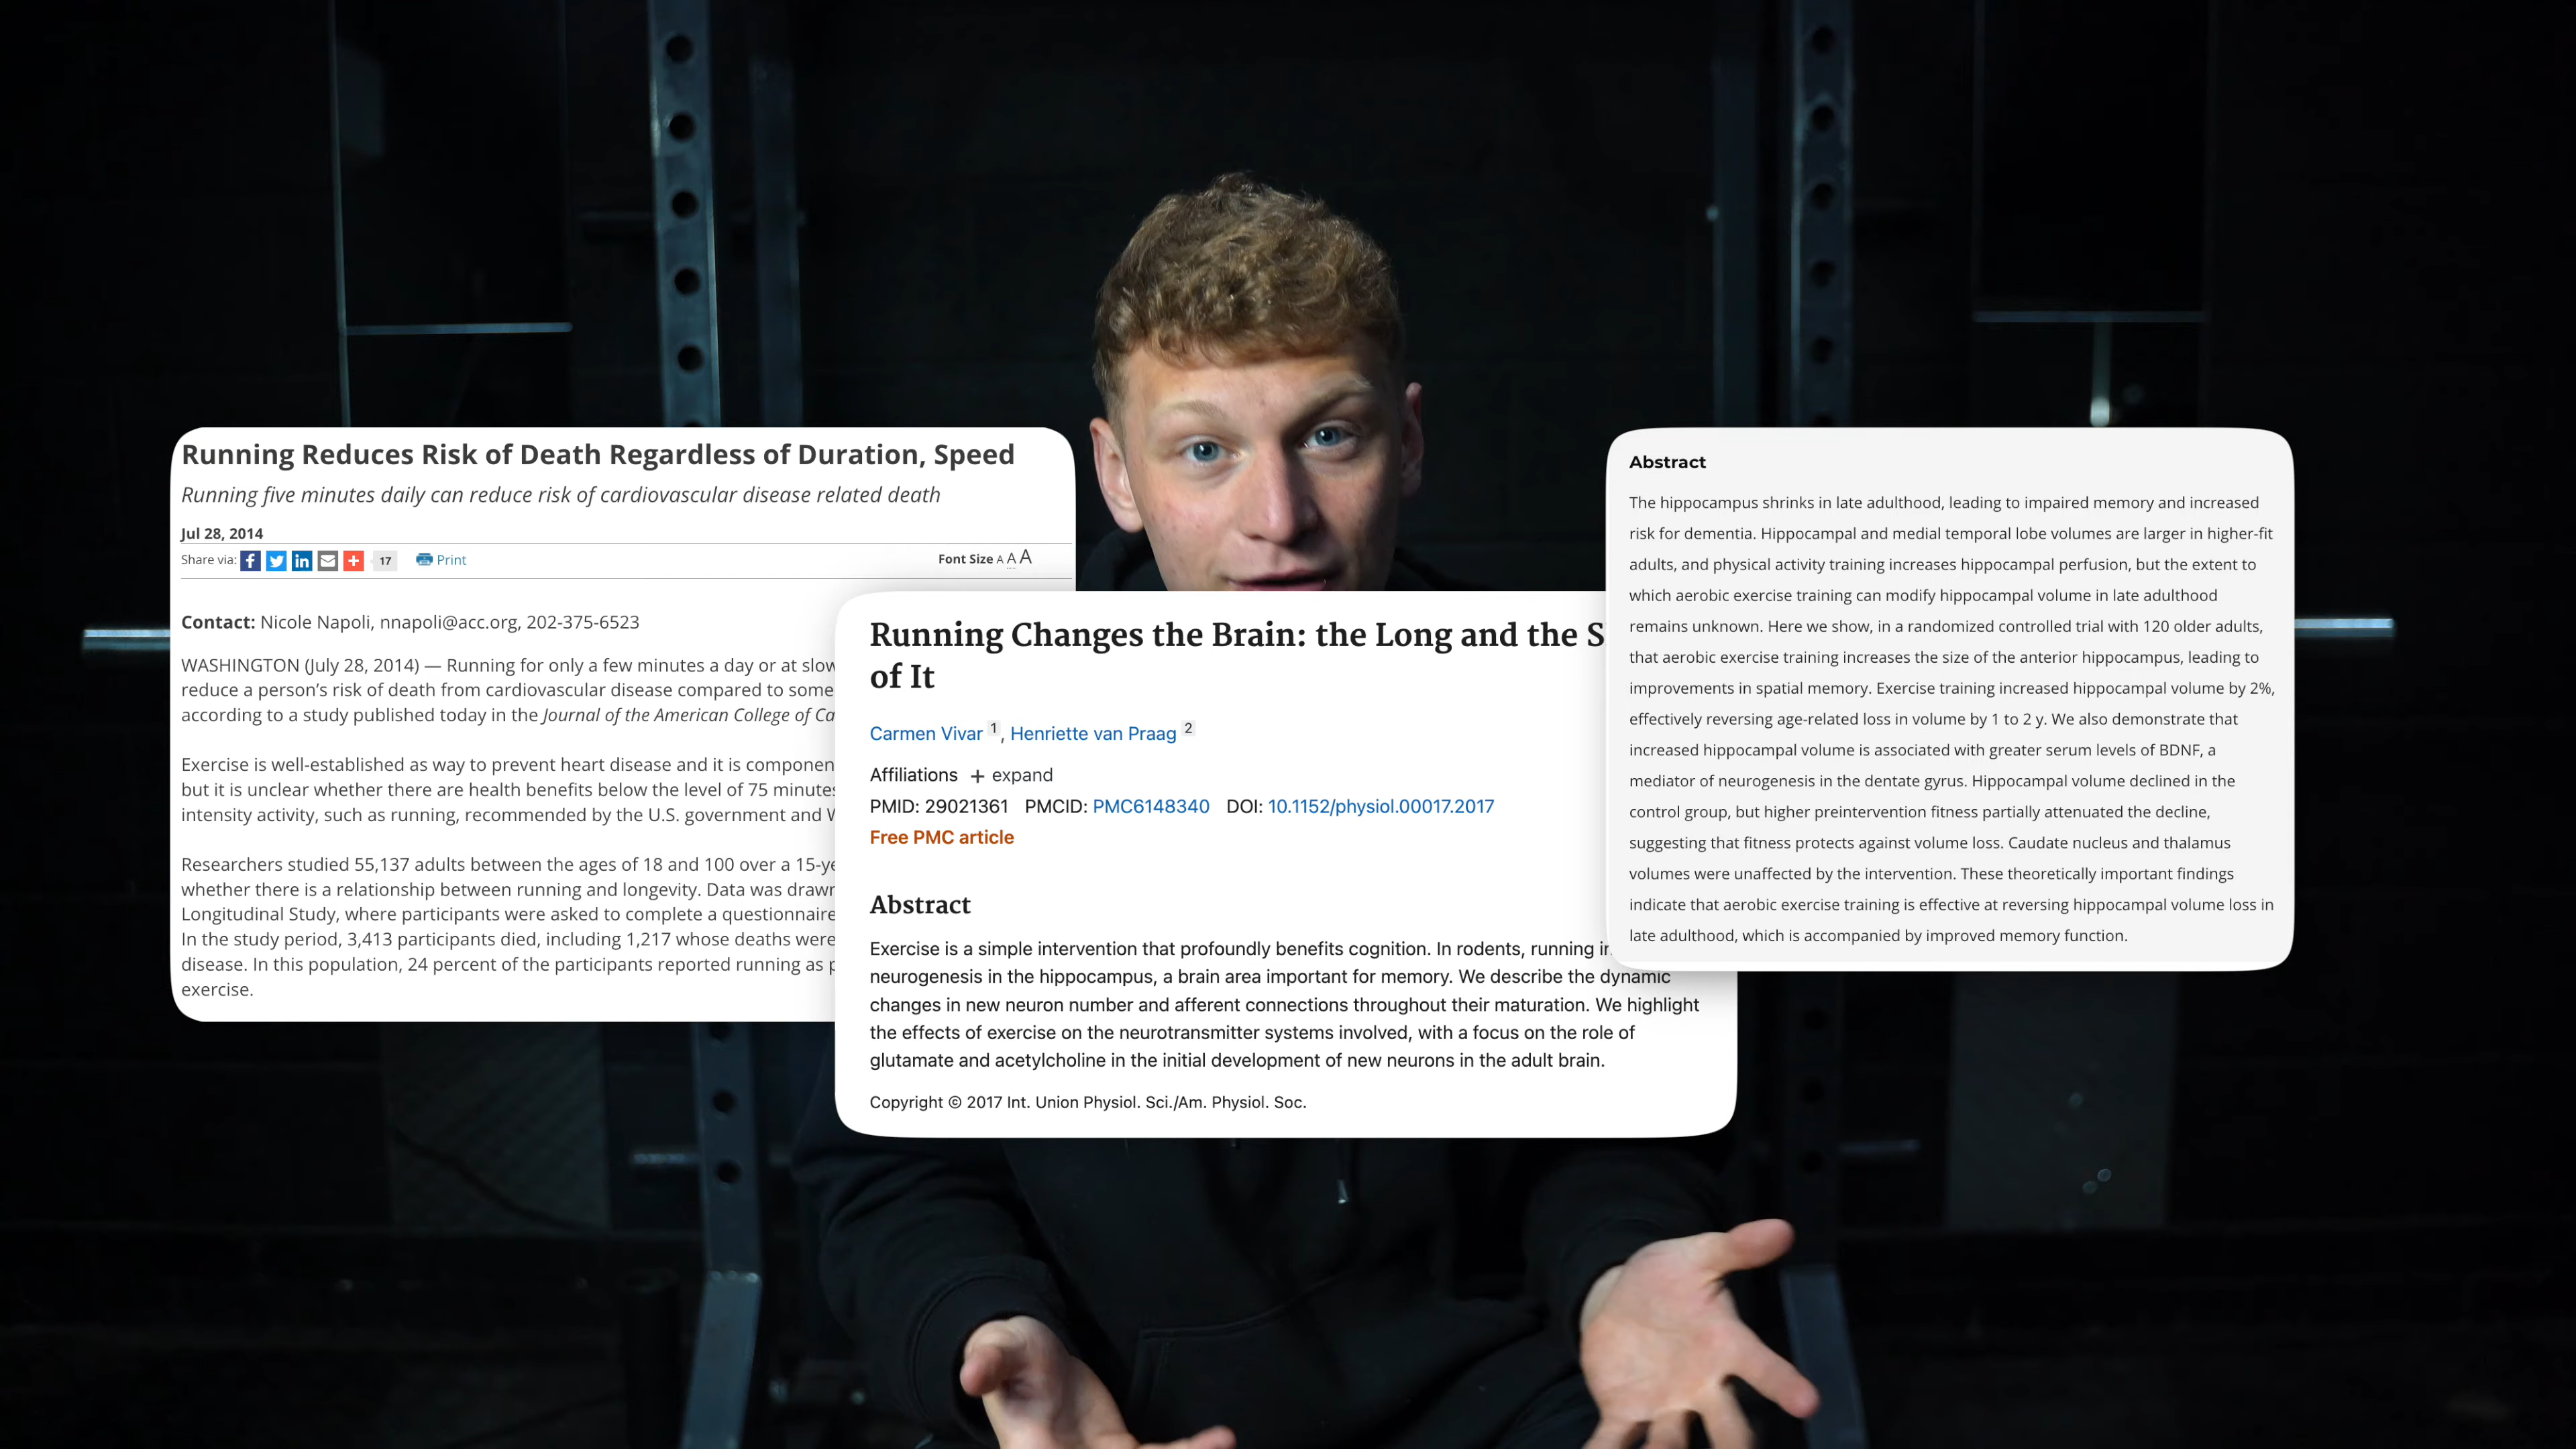 Running Reduces Risk of Death Regardless of Duration, Speed
Running five minutes daily can reduce risk of cardiovascular disease related death
Jul 28, 2014
Share via: 17 Print
Font Size A A A
Contact: Nicole Napoli, nnapoli@acc.org, 202-375-6523
WASHINGTON (July 28, 2014) — Running for only a few minutes a day or at slow
reduce a person's risk of death from cardiovascular disease compared to some
according to a study published today in the Journal of the American College of Ca
Exercise is well-established as way to prevent heart disease and it is componen
but it is unclear whether there are health benefits below the level of 75 minutes
intensity activity, such as running, recommended by the U.S. government and W
Researchers studied 55,137 adults between the ages of 18 and 100 over a 15-ye
whether there is a relationship between running and longevity. Data was drawn
Longitudinal Study, where participants were asked to complete a questionnaire
In the study period, 3,413 participants died, including 1,217 whose deaths were
disease. In this population, 24 percent of the participants reported running as p
exercise.
Running Changes the Brain: the Long and the S
of It
Carmen Vivar 1, Henriette van Praag 2
Affiliations + expand
PMID: 29021361 PMCID: PMC6148340 DOI: 10.1152/physiol.00017.2017
Free PMC article
Abstract
Exercise is a simple intervention that profoundly benefits cognition. In rodents, running in
neurogenesis in the hippocampus, a brain area important for memory. We describe the dynamic
changes in new neuron number and afferent connections throughout their maturation. We highlight
the effects of exercise on the neurotransmitter systems involved, with a focus on the role of
glutamate and acetylcholine in the initial development of new neurons in the adult brain.
Copyright © 2017 Int. Union Physiol. Sci./Am. Physiol. Soc.
Abstract
The hippocampus shrinks in late adulthood, leading to impaired memory and increased
risk for dementia. Hippocampal and medial temporal lobe volumes are larger in higher-fit
adults, and physical activity training increases hippocampal perfusion, but the extent to
which aerobic exercise training can modify hippocampal volume in late adulthood
remains unknown. Here we show, in a randomized controlled trial with 120 older adults,
that aerobic exercise training increases the size of the anterior hippocampus, leading to
improvements in spatial memory. Exercise training increased hippocampal volume by 2%,
effectively reversing age-related loss in volume by 1 to 2 y. We also demonstrate that
increased hippocampal volume is associated with greater serum levels of BDNF, a
mediator of neurogenesis in the dentate gyrus. Hippocampal volume declined in the
control group, but higher preintervention fitness partially attenuated the decline,
suggesting that fitness protects against volume loss. Caudate nucleus and thalamus
volumes were unaffected by the intervention. These theoretically important findings
indicate that aerobic exercise training is effective at reversing hippocampal volume loss in
late adulthood, which is accompanied by improved memory function.